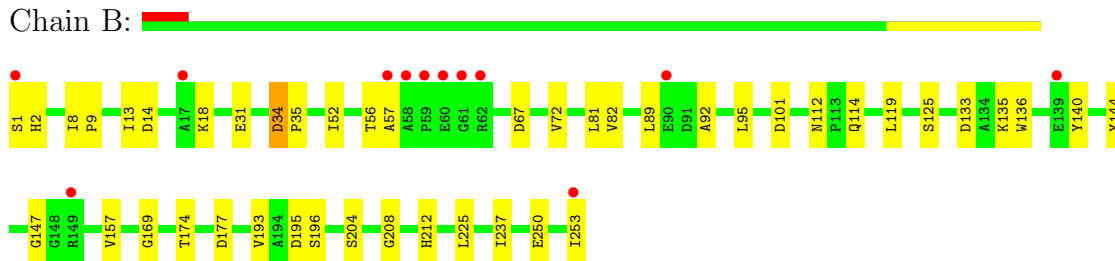 Chain B:
S1 H2 I8 P9 I13 D14 A17 K18 E31 D34 P35 I52 T56 A57 A58 P59 E60 G61 R62 D67 V72 L81 V82 L89 E90 D91 A92 L95 D101 N112 P113 Q114 L119 S125 D133 A134 K135 W136 E139 Y140
G147 G148 R149 V157 G169 T174 D177 V193 A194 D195 S196 S204 G208 H212 L225 I237 E250 I253